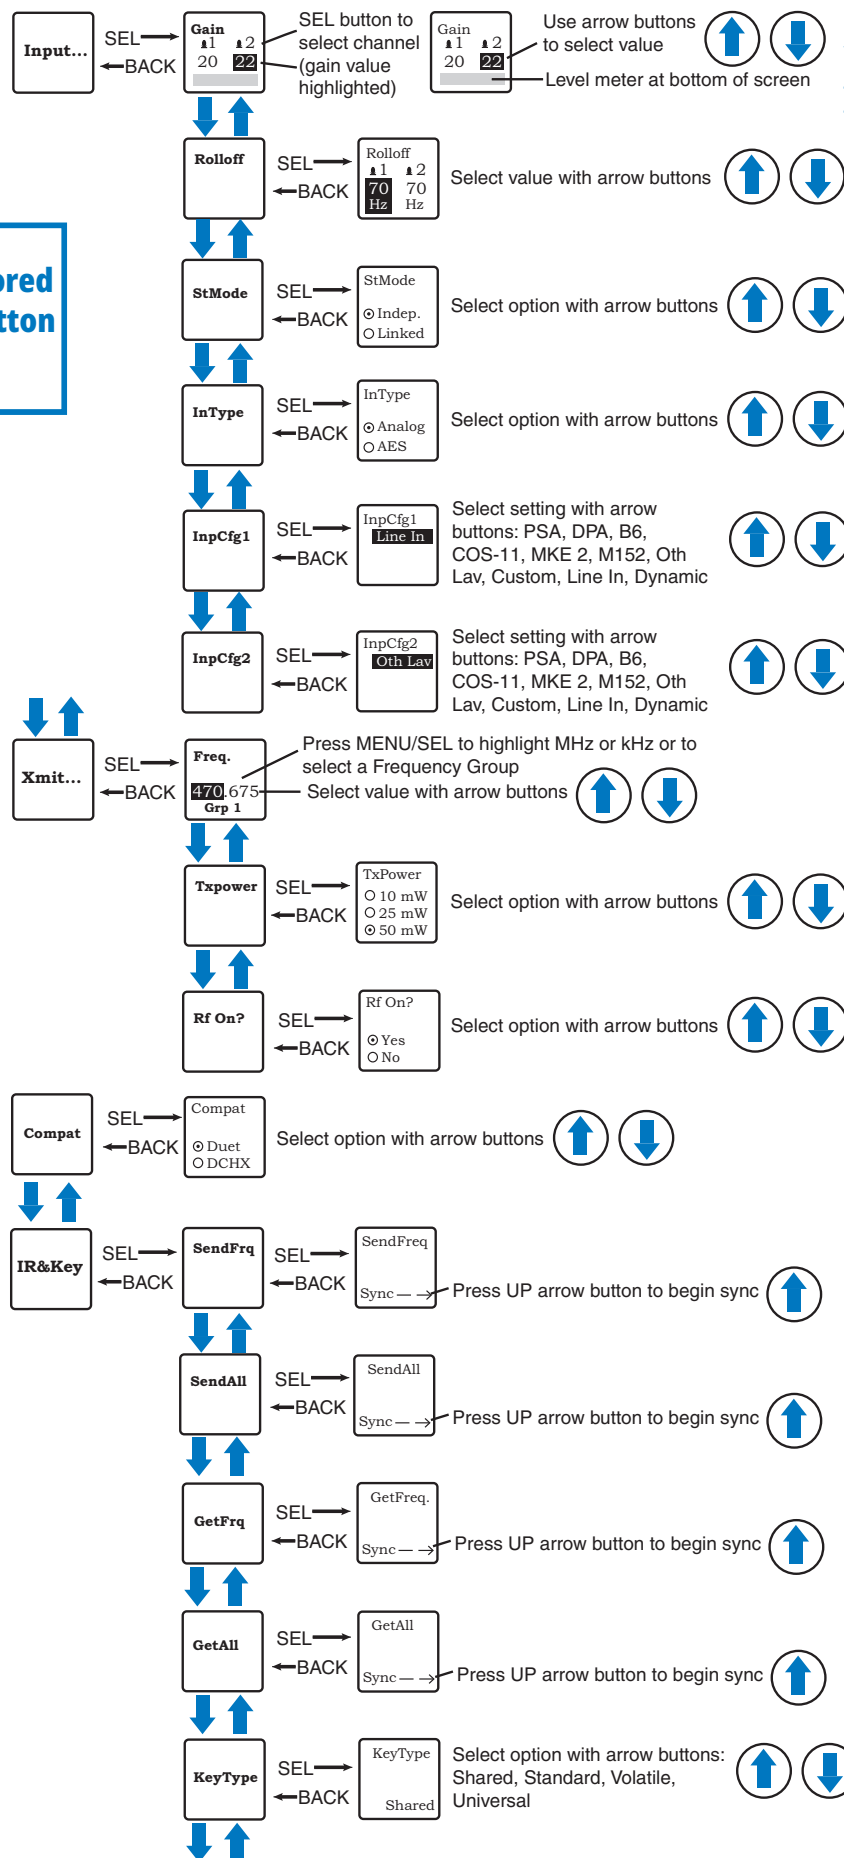 Input...
SEL
BACK
Gain
1 2
20 22
SEL button to
select channel
(gain value
highlighted)
Gain
1 2
20 22
Use arrow buttons
to select value
Level meter at bottom of screen
Rolloff
SEL
BACK
Rolloff
1 2
70 70
Hz Hz
Select value with arrow buttons
ored
tton
StMode
SEL
BACK
StMode
Indep.
Linked
Select option with arrow buttons
InType
SEL
BACK
InType
Analog
AES
Select option with arrow buttons
InpCfg1
SEL
BACK
InpCfg1
Line In
Select setting with arrow
buttons: PSA, DPA, B6,
COS-11, MKE 2, M152, Oth
Lav, Custom, Line In, Dynamic
InpCfg2
SEL
BACK
InpCfg2
Oth Lav
Select setting with arrow
buttons: PSA, DPA, B6,
COS-11, MKE 2, M152, Oth
Lav, Custom, Line In, Dynamic
Xmit...
SEL
BACK
Freq.
470.675
Grp 1
Press MENU/SEL to highlight MHz or kHz or to
select a Frequency Group
Select value with arrow buttons
Txpower
SEL
BACK
TxPower
10 mW
25 mW
50 mW
Select option with arrow buttons
Rf On?
SEL
BACK
Rf On?
Yes
No
Select option with arrow buttons
Compat
SEL
BACK
Compat
Duet
DCHX
Select option with arrow buttons
IR&Key
SEL
BACK
SendFrq
SEL
BACK
SendFreq
Sync
Press UP arrow button to begin sync
SendAll
SEL
BACK
SendAll
Sync
Press UP arrow button to begin sync
GetFrq
SEL
BACK
GetFreq.
Sync
Press UP arrow button to begin sync
GetAll
SEL
BACK
GetAll
Sync
Press UP arrow button to begin sync
KeyType
SEL
BACK
KeyType
Shared
Select option with arrow buttons:
Shared, Standard, Volatile,
Universal